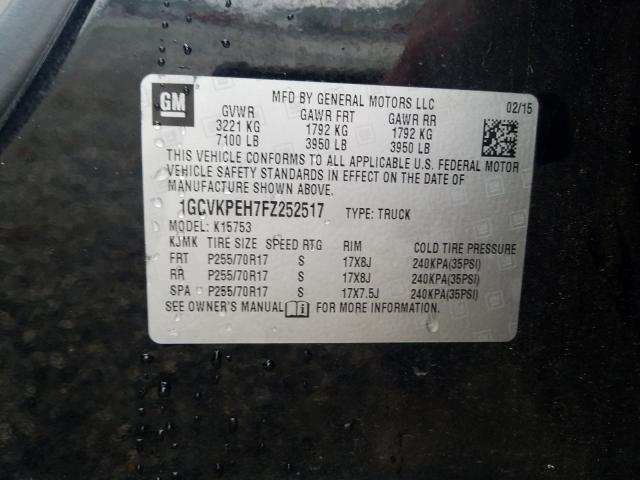 GM
MFD BY GENERAL MOTORS LLC 02/15
GVWR GAWR FRT GAWR RR
3221 KG 1792 KG 1792 KG
7100 LB 3950 LB 3950 LB
THIS VEHICLE CONFORMS TO ALL APPLICABLE U.S. FEDERAL MOTOR
VEHICLE SAFETY STANDARDS IN EFFECT ON THE DATE OF
MANUFACTURE SHOWN ABOVE.
1GCVKPEH7FZ252517 TYPE: TRUCK
MODEL: K15753
KJMK TIRE SIZE SPEED RTG RIM COLD TIRE PRESSURE
FRT P255/70R17 S 17X8J 240KPA(35PSI)
RR P255/70R17 S 17X8J 240KPA(35PSI)
SPA P255/70R17 S 17X7.5J 240KPA(35PSI)
SEE OWNER'S MANUAL FOR MORE INFORMATION.